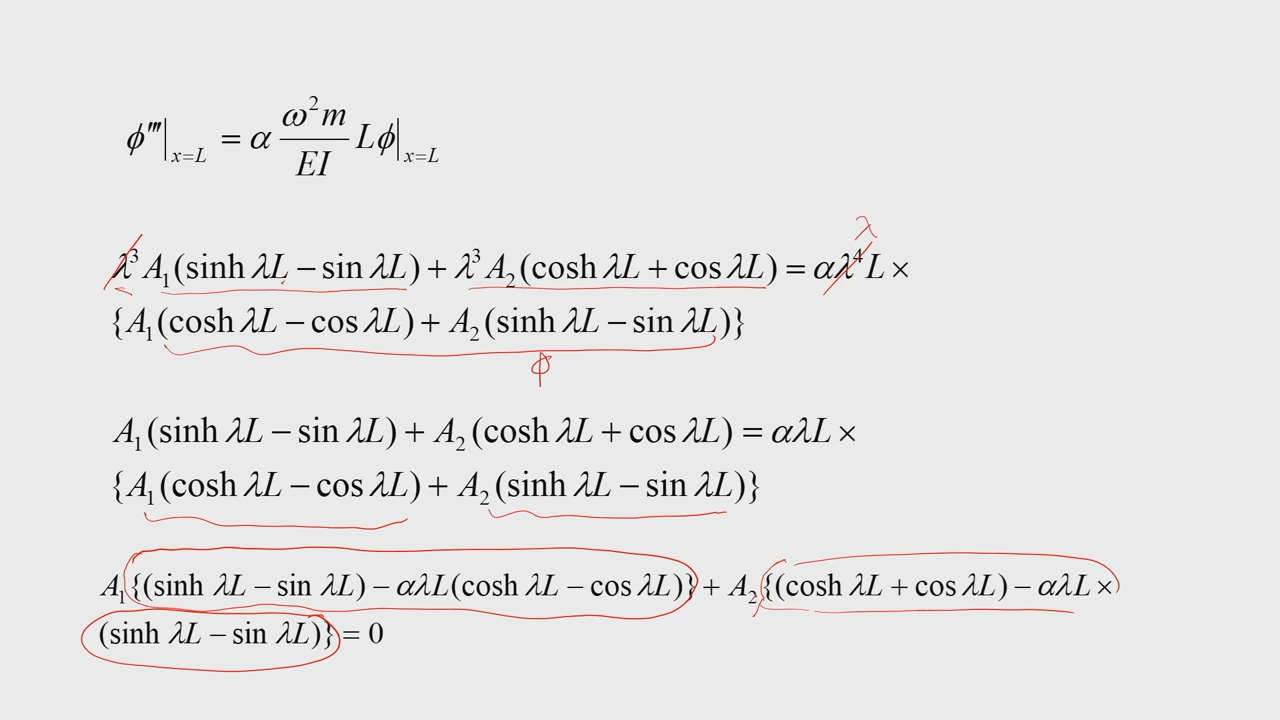 ϕ‴|ₓ₌L = α ω²m / EI Lϕ|ₓ₌L
λ
λ³A₁(sinh λL − sin λL) + λ³A₂(cosh λL + cos λL) = αλ⁴L ×
{A₁(cosh λL − cos λL) + A₂(sinh λL − sin λL)}
ϕ
A₁(sinh λL − sin λL) + A₂(cosh λL + cos λL) = αλL ×
{A₁(cosh λL − cos λL) + A₂(sinh λL − sin λL)}
A₁{(sinh λL − sin λL) − αλL(cosh λL − cos λL)} + A₂{(cosh λL + cos λL) − αλL ×
(sinh λL − sin λL)} = 0